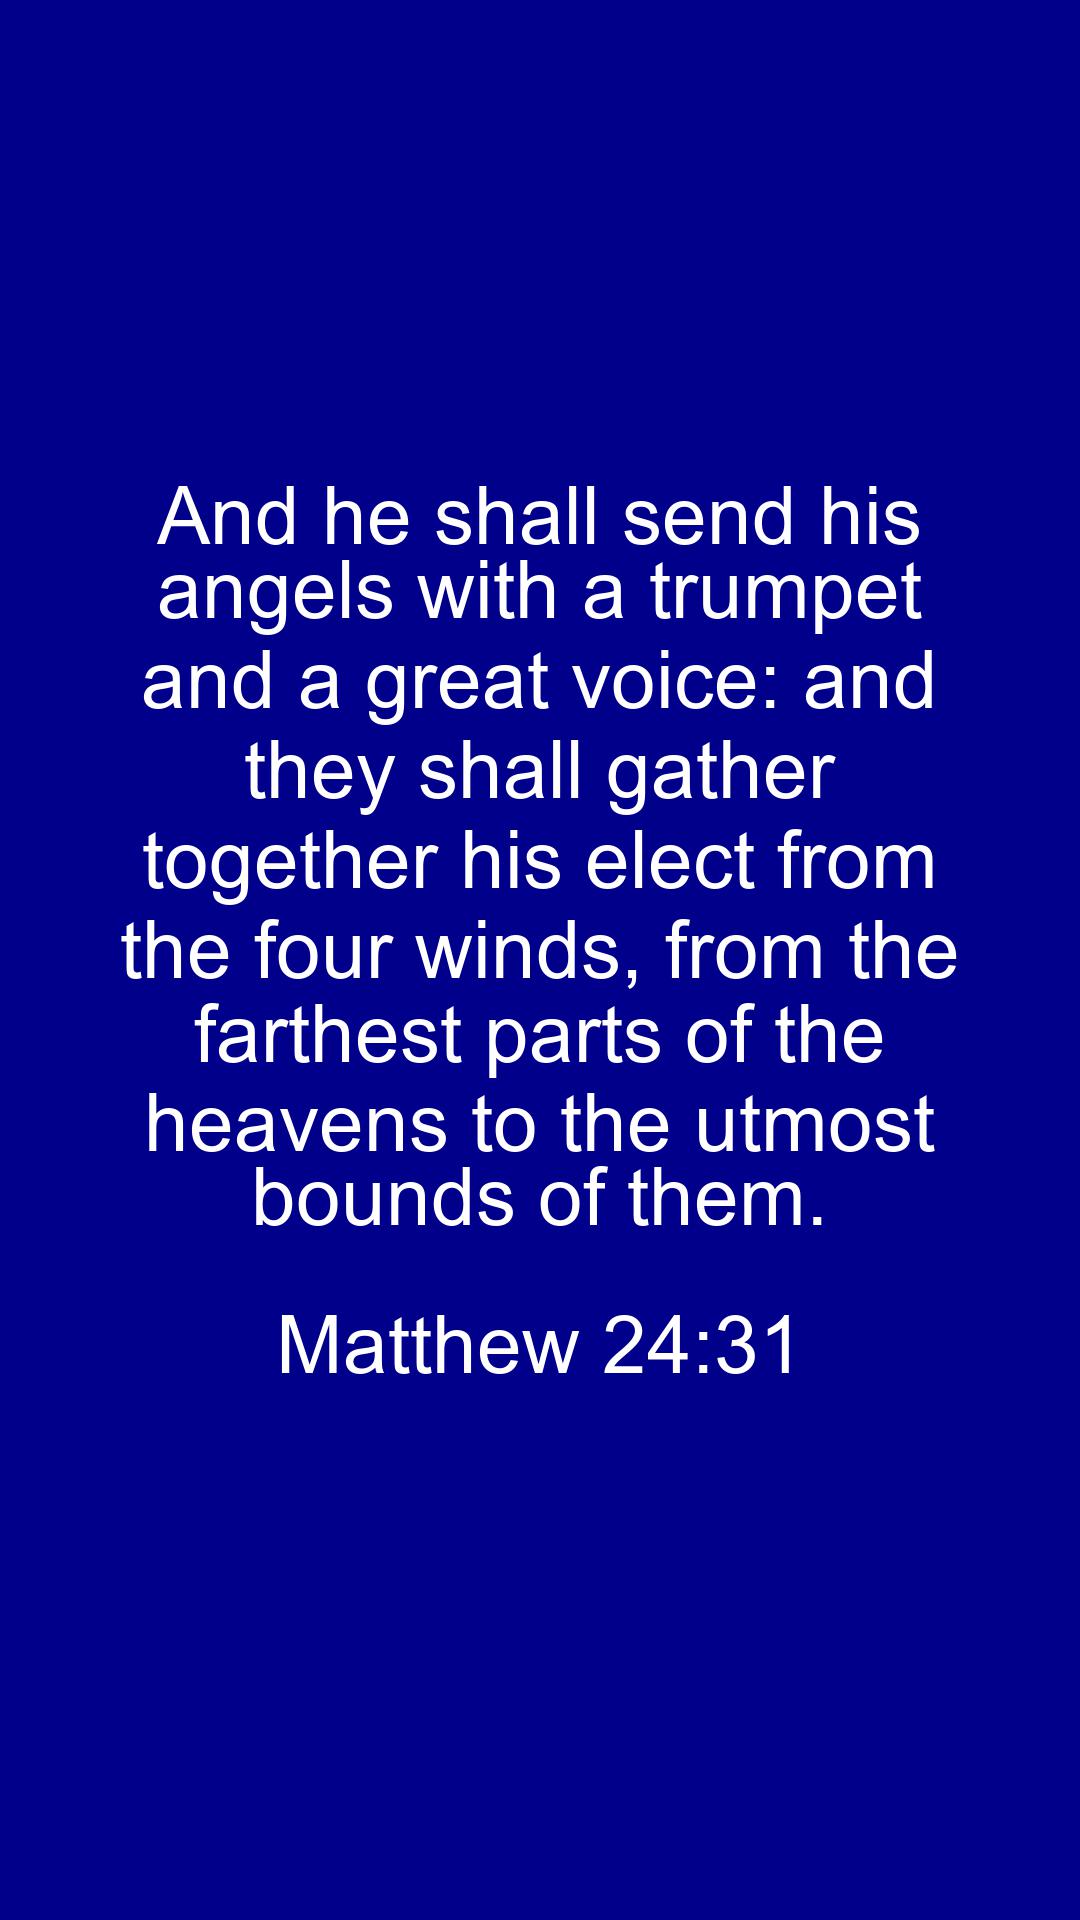 And he shall send his
angels with a trumpet
and a great voice: and
they shall gather
together his elect from
the four winds, from the
farthest parts of the
heavens to the utmost
bounds of them.
Matthew 24:31